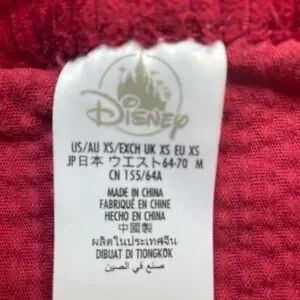 Disney
US/AU XS/EXCH UK XS EU XS
JP日本 ウエスト64-70 M
CN 155/64A
MADE IN CHINA
FABRIQUÉ EN CHINE
HECHO EN CHINA
中國製
ผลิตในประเทศจีน
DIBUAT DI TIONGKOK
صنع في الصين